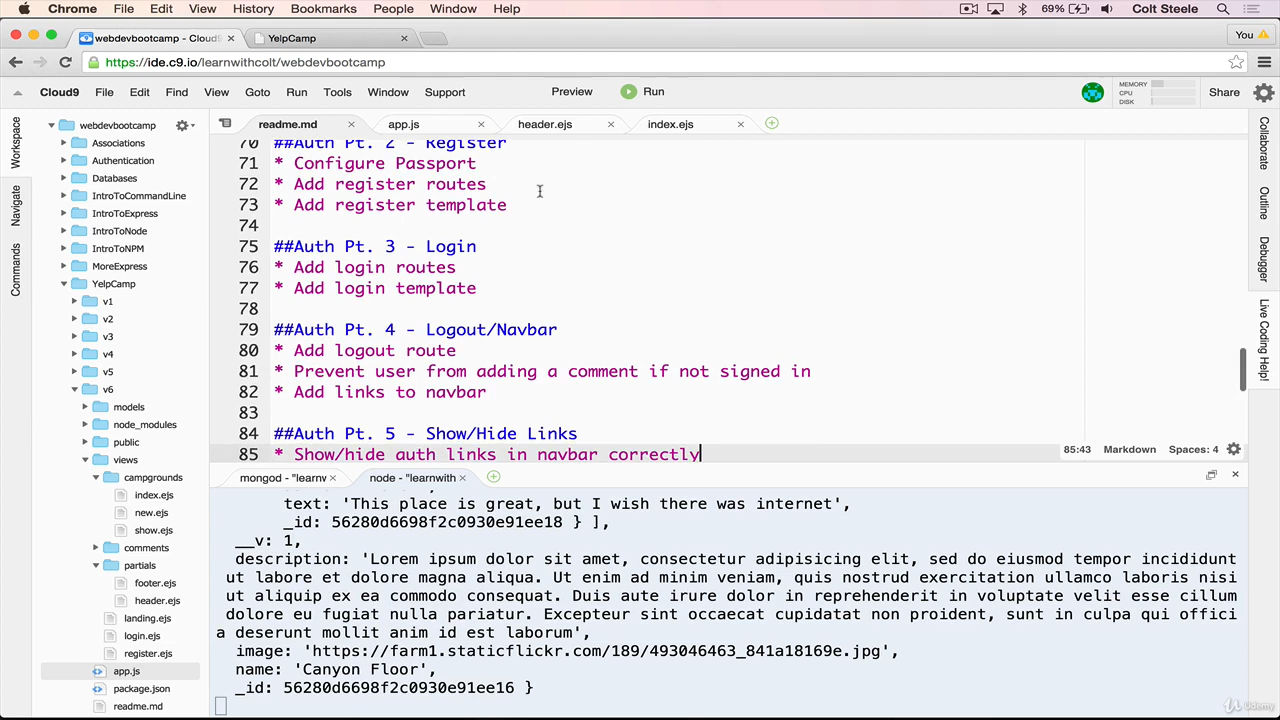 Chrome File Edit View History Bookmarks People Window Help 69% Colt Steele
webdevbootcamp - Cloud9 × YelpCamp × You
https://ide.c9.io/learnwithcolt/webdevbootcamp
Cloud9 File Edit Find View Goto Run Tools Window Support Preview Run MEMORY CPU DISK Share
readme.md × app.js × header.ejs × index.ejs ×
Workspace
Navigate
Commands
webdevbootcamp
Associations
Authentication
Databases
IntroToCommandLine
IntroToExpress
IntroToNode
IntroToNPM
MoreExpress
YelpCamp
v1
v2
v3
v4
v5
v6
models
node_modules
public
views
campgrounds
index.ejs
new.ejs
show.ejs
comments
partials
footer.ejs
header.ejs
landing.ejs
login.ejs
register.ejs
app.js
package.json
readme.md
70 ##Auth Pt. 2 - Register
71 * Configure Passport
72 * Add register routes
73 * Add register template
74
75 ##Auth Pt. 3 - Login
76 * Add login routes
77 * Add login template
78
79 ##Auth Pt. 4 - Logout/Navbar
80 * Add logout route
81 * Prevent user from adding a comment if not signed in
82 * Add links to navbar
83
84 ##Auth Pt. 5 - Show/Hide Links
85 * Show/hide auth links in navbar correctly
85:43 Markdown Spaces: 4
mongod - "learnw × node - "learnwith ×
text: 'This place is great, but I wish there was internet',
_id: 56280d6698f2c0930e91ee18 } ],
__v: 1,
description: 'Lorem ipsum dolor sit amet, consectetur adipisicing elit, sed do eiusmod tempor incididunt
ut labore et dolore magna aliqua. Ut enim ad minim veniam, quis nostrud exercitation ullamco laboris nisi
ut aliquip ex ea commodo consequat. Duis aute irure dolor in reprehenderit in voluptate velit esse cillum
dolore eu fugiat nulla pariatur. Excepteur sint occaecat cupidatat non proident, sunt in culpa qui offici
a deserunt mollit anim id est laborum',
image: 'https://farm1.staticflickr.com/189/493046463_841a18169e.jpg',
name: 'Canyon Floor',
_id: 56280d6698f2c0930e91ee16 }
Collaborate
Outline
Debugger
Live Coding Help!
Udemy